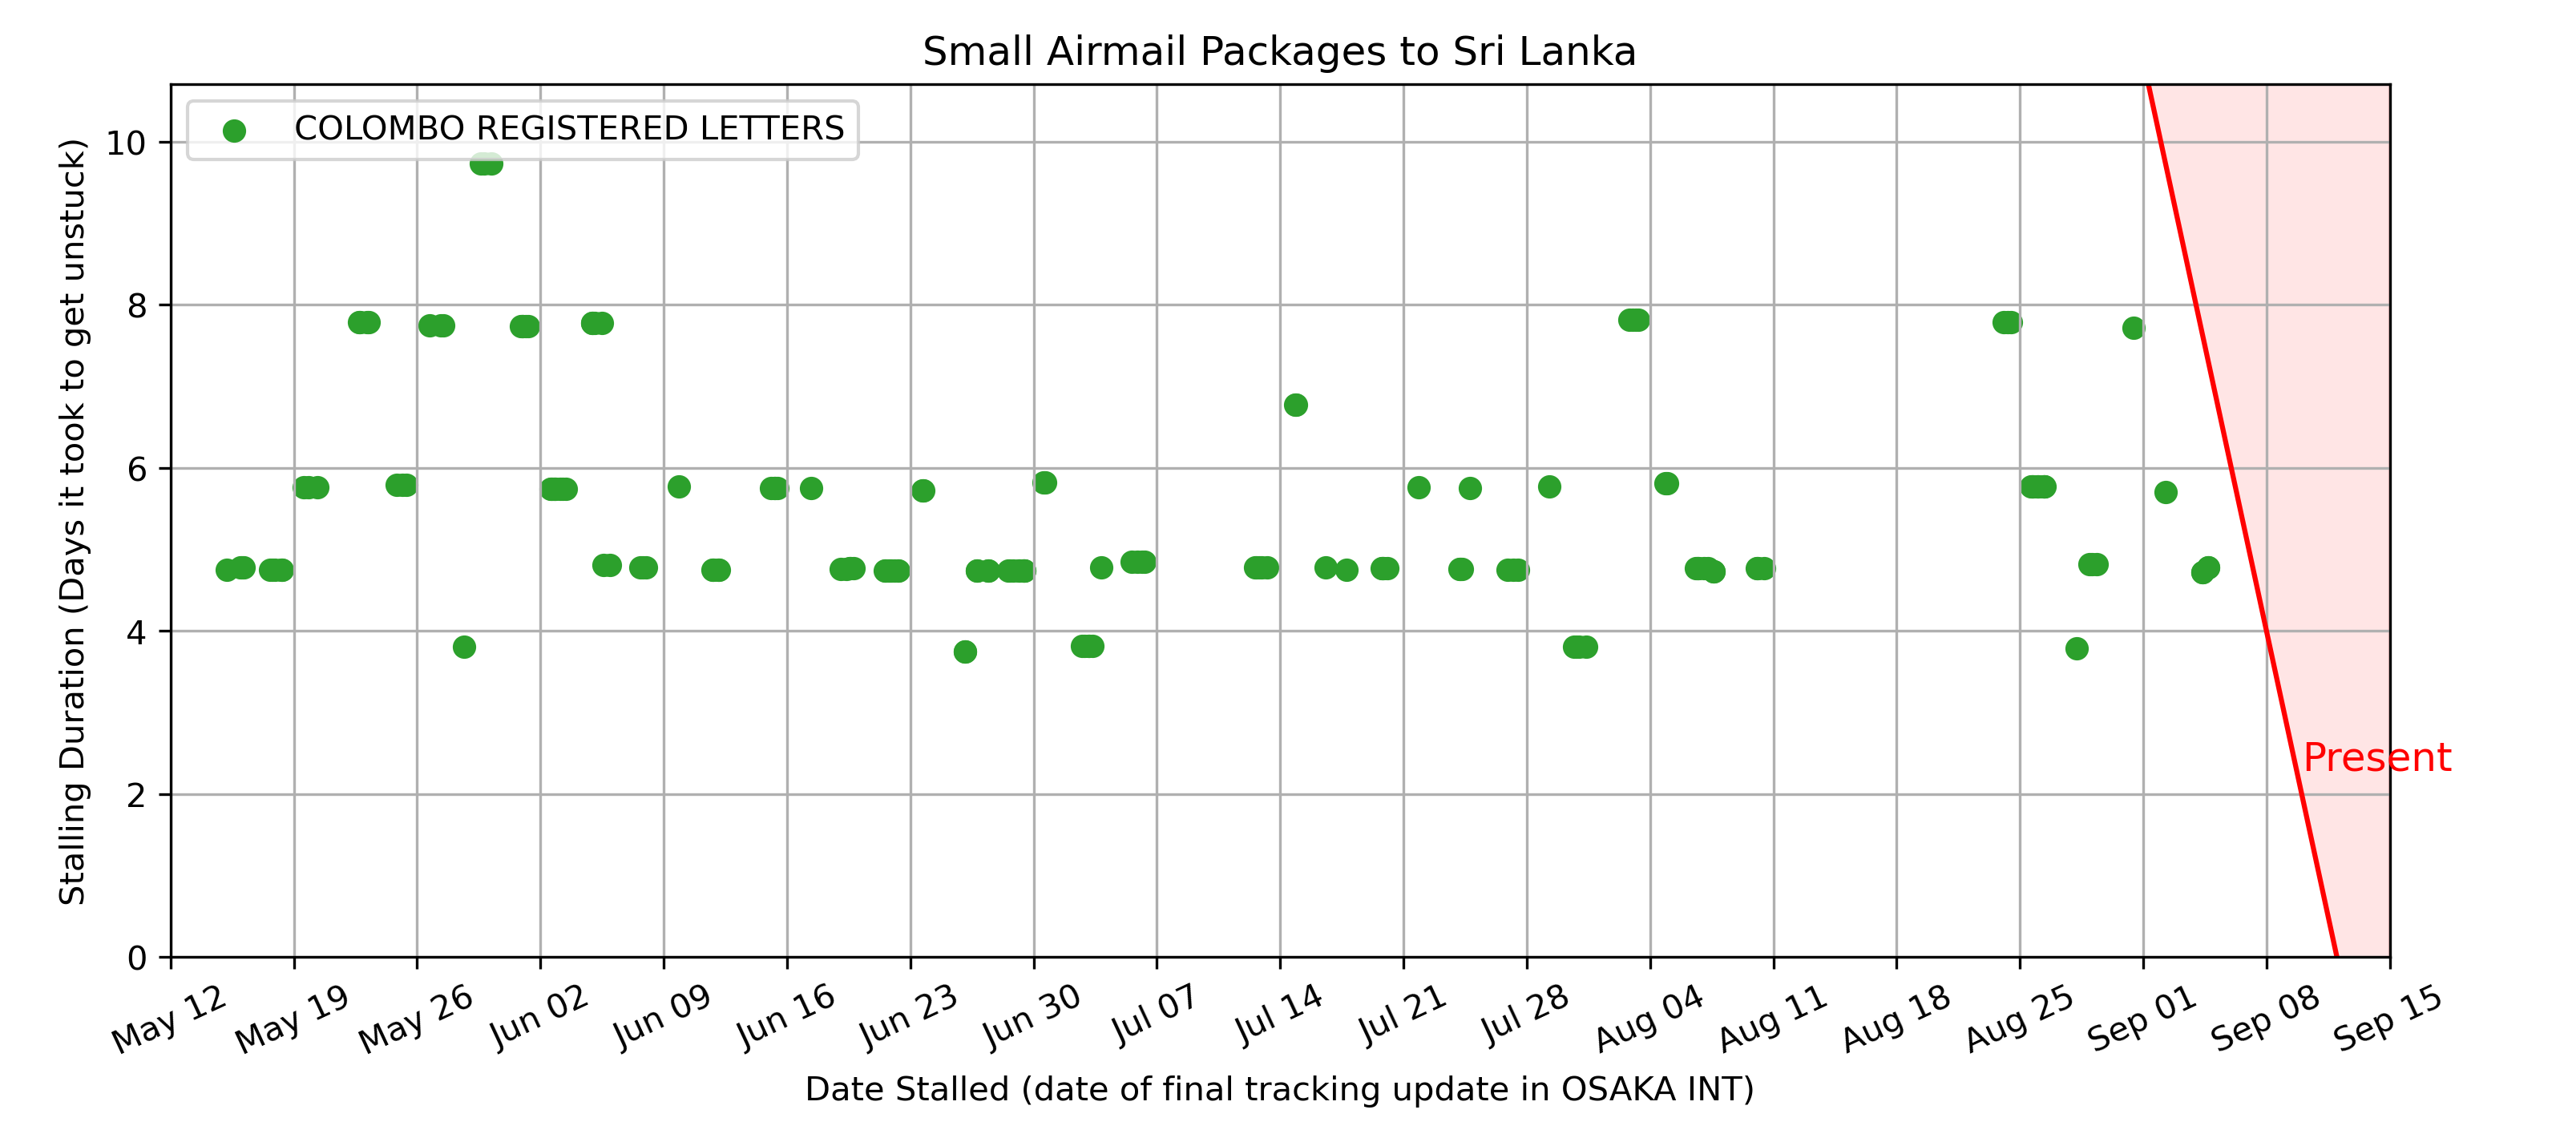 Small Airmail Packages to Sri Lanka
COLOMBO REGISTERED LETTERS
Stalling Duration (Days it took to get unstuck)
10
8
6
4
2
0
Present
May 12
May 19
May 26
Jun 02
Jun 09
Jun 16
Jun 23
Jun 30
Jul 07
Jul 14
Jul 21
Jul 28
Aug 04
Aug 11
Aug 18
Aug 25
Sep 01
Sep 08
Sep 15
Date Stalled (date of final tracking update in OSAKA INT)